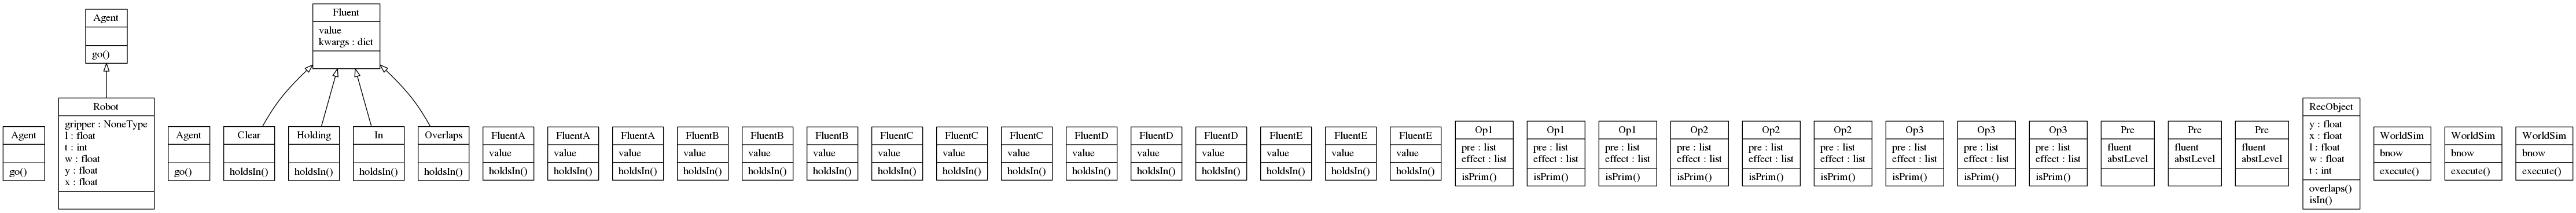 Agent
go()
Fluent
value
kwargs : dict
Agent
go()
Robot
gripper : NoneType
l : float
t : int
w : float
y : float
x : float
Agent
go()
Clear
holdsIn()
Holding
holdsIn()
In
holdsIn()
Overlaps
holdsIn()
FluentA
value
holdsIn()
FluentA
value
holdsIn()
FluentA
value
holdsIn()
FluentB
value
holdsIn()
FluentB
value
holdsIn()
FluentB
value
holdsIn()
FluentC
value
holdsIn()
FluentC
value
holdsIn()
FluentC
value
holdsIn()
FluentD
value
holdsIn()
FluentD
value
holdsIn()
FluentD
value
holdsIn()
FluentE
value
holdsIn()
FluentE
value
holdsIn()
FluentE
value
holdsIn()
Op1
pre : list
effect : list
isPrim()
Op1
pre : list
effect : list
isPrim()
Op1
pre : list
effect : list
isPrim()
Op2
pre : list
effect : list
isPrim()
Op2
pre : list
effect : list
isPrim()
Op2
pre : list
effect : list
isPrim()
Op3
pre : list
effect : list
isPrim()
Op3
pre : list
effect : list
isPrim()
Op3
pre : list
effect : list
isPrim()
Pre
fluent
abstLevel
Pre
fluent
abstLevel
Pre
fluent
abstLevel
RecObject
y : float
x : float
l : float
w : float
t : int
overlaps()
isIn()
WorldSim
bnow
execute()
WorldSim
bnow
execute()
WorldSim
bnow
execute()